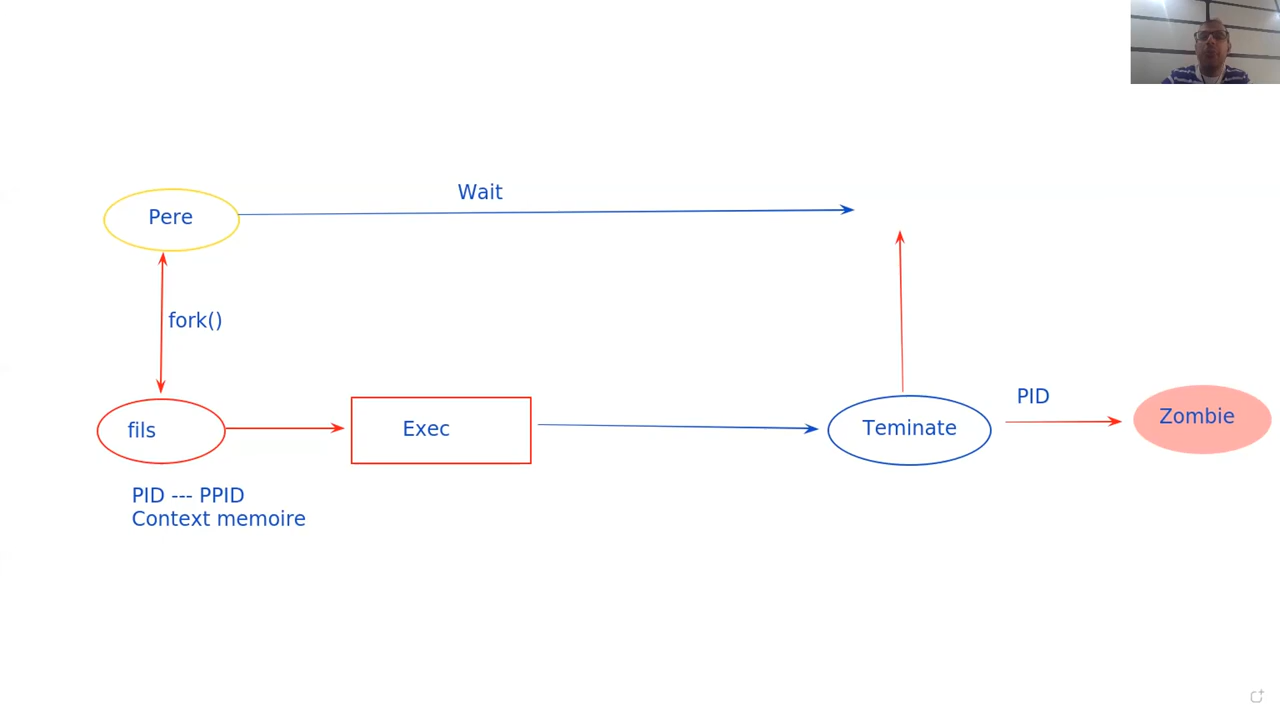 Wait
Pere
fork()
PID
fils
Exec
Teminate
Zombie
PID --- PPID
Context memoire